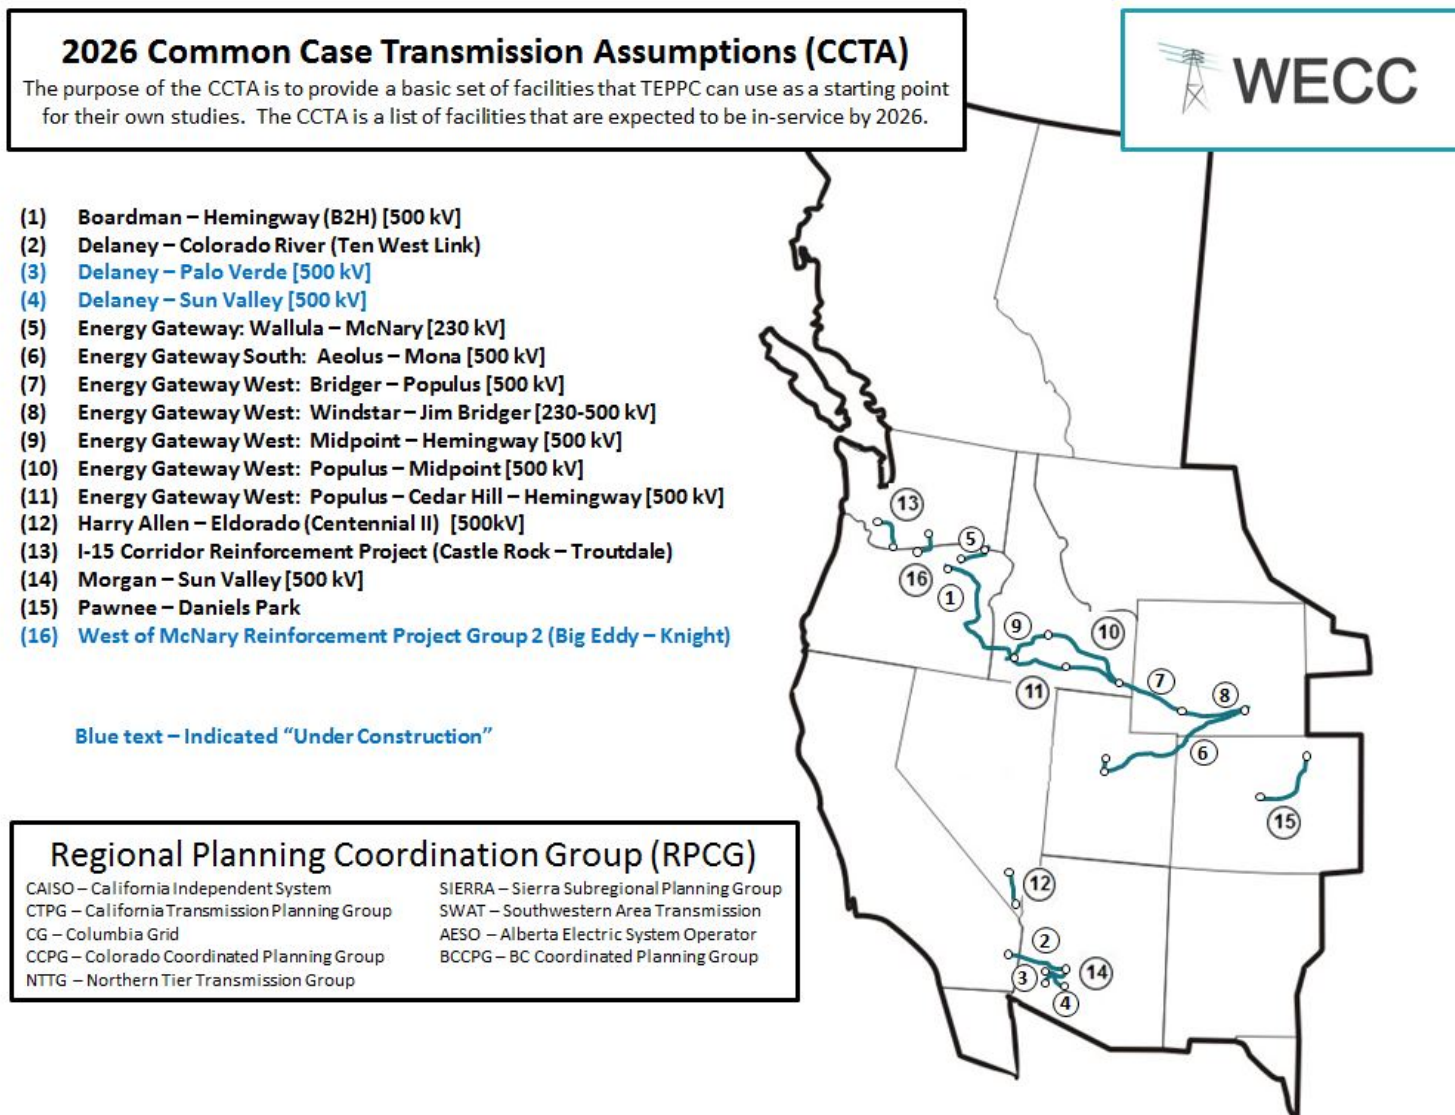 2026 Common Case Transmission Assumptions (CCTA)
The purpose of the CCTA is to provide a basic set of facilities that TEPPC can use as a starting point
for their own studies. The CCTA is a list of facilities that are expected to be in-service by 2026.
WECC
(1) Boardman – Hemingway (B2H) [500 kV]
(2) Delaney – Colorado River (Ten West Link)
(3) Delaney – Palo Verde [500 kV]
(4) Delaney – Sun Valley [500 kV]
(5) Energy Gateway: Wallula – McNary [230 kV]
(6) Energy Gateway South: Aeolus – Mona [500 kV]
(7) Energy Gateway West: Bridger – Populus [500 kV]
(8) Energy Gateway West: Windstar – Jim Bridger [230-500 kV]
(9) Energy Gateway West: Midpoint – Hemingway [500 kV]
(10) Energy Gateway West: Populus – Midpoint [500 kV]
(11) Energy Gateway West: Populus – Cedar Hill – Hemingway [500 kV]
(12) Harry Allen – Eldorado (Centennial II) [500kV]
(13) I-15 Corridor Reinforcement Project (Castle Rock – Troutdale)
(14) Morgan – Sun Valley [500 kV]
(15) Pawnee – Daniels Park
(16) West of McNary Reinforcement Project Group 2 (Big Eddy – Knight)
Blue text – Indicated “Under Construction”
Regional Planning Coordination Group (RPCG)
CAISO – California Independent System
CTPG – California Transmission Planning Group
CG – Columbia Grid
CCPG – Colorado Coordinated Planning Group
NTTG – Northern Tier Transmission Group
SIERRA – Sierra Subregional Planning Group
SWAT – Southwestern Area Transmission
AESO – Alberta Electric System Operator
BCCPG – BC Coordinated Planning Group
13
5
16
1
9
10
11
7
8
6
15
12
2
3
14
4